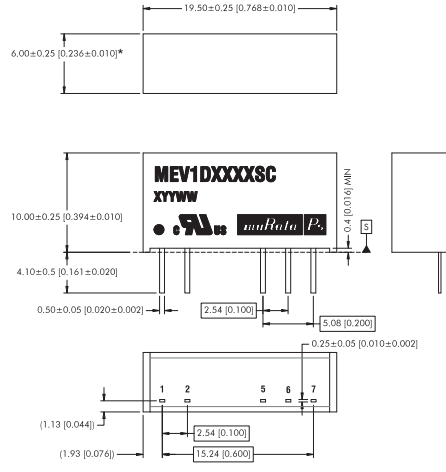 19.50±0.25 [0.768±0.010]
6.00±0.25 [0.236±0.010]*
MEV1DXXXXSC
XYYWW
c RU us muRata Ps
10.00±0.25 [0.394±0.010]
0.4 [0.016] MIN
S
4.10±0.5 [0.161±0.020]
0.50±0.05 [0.020±0.002]
2.54 [0.100]
5.08 [0.200]
0.25±0.05 [0.010±0.002]
1 2 5 6 7
(1.13 [0.044])
2.54 [0.100]
(1.93 [0.076])
15.24 [0.600]